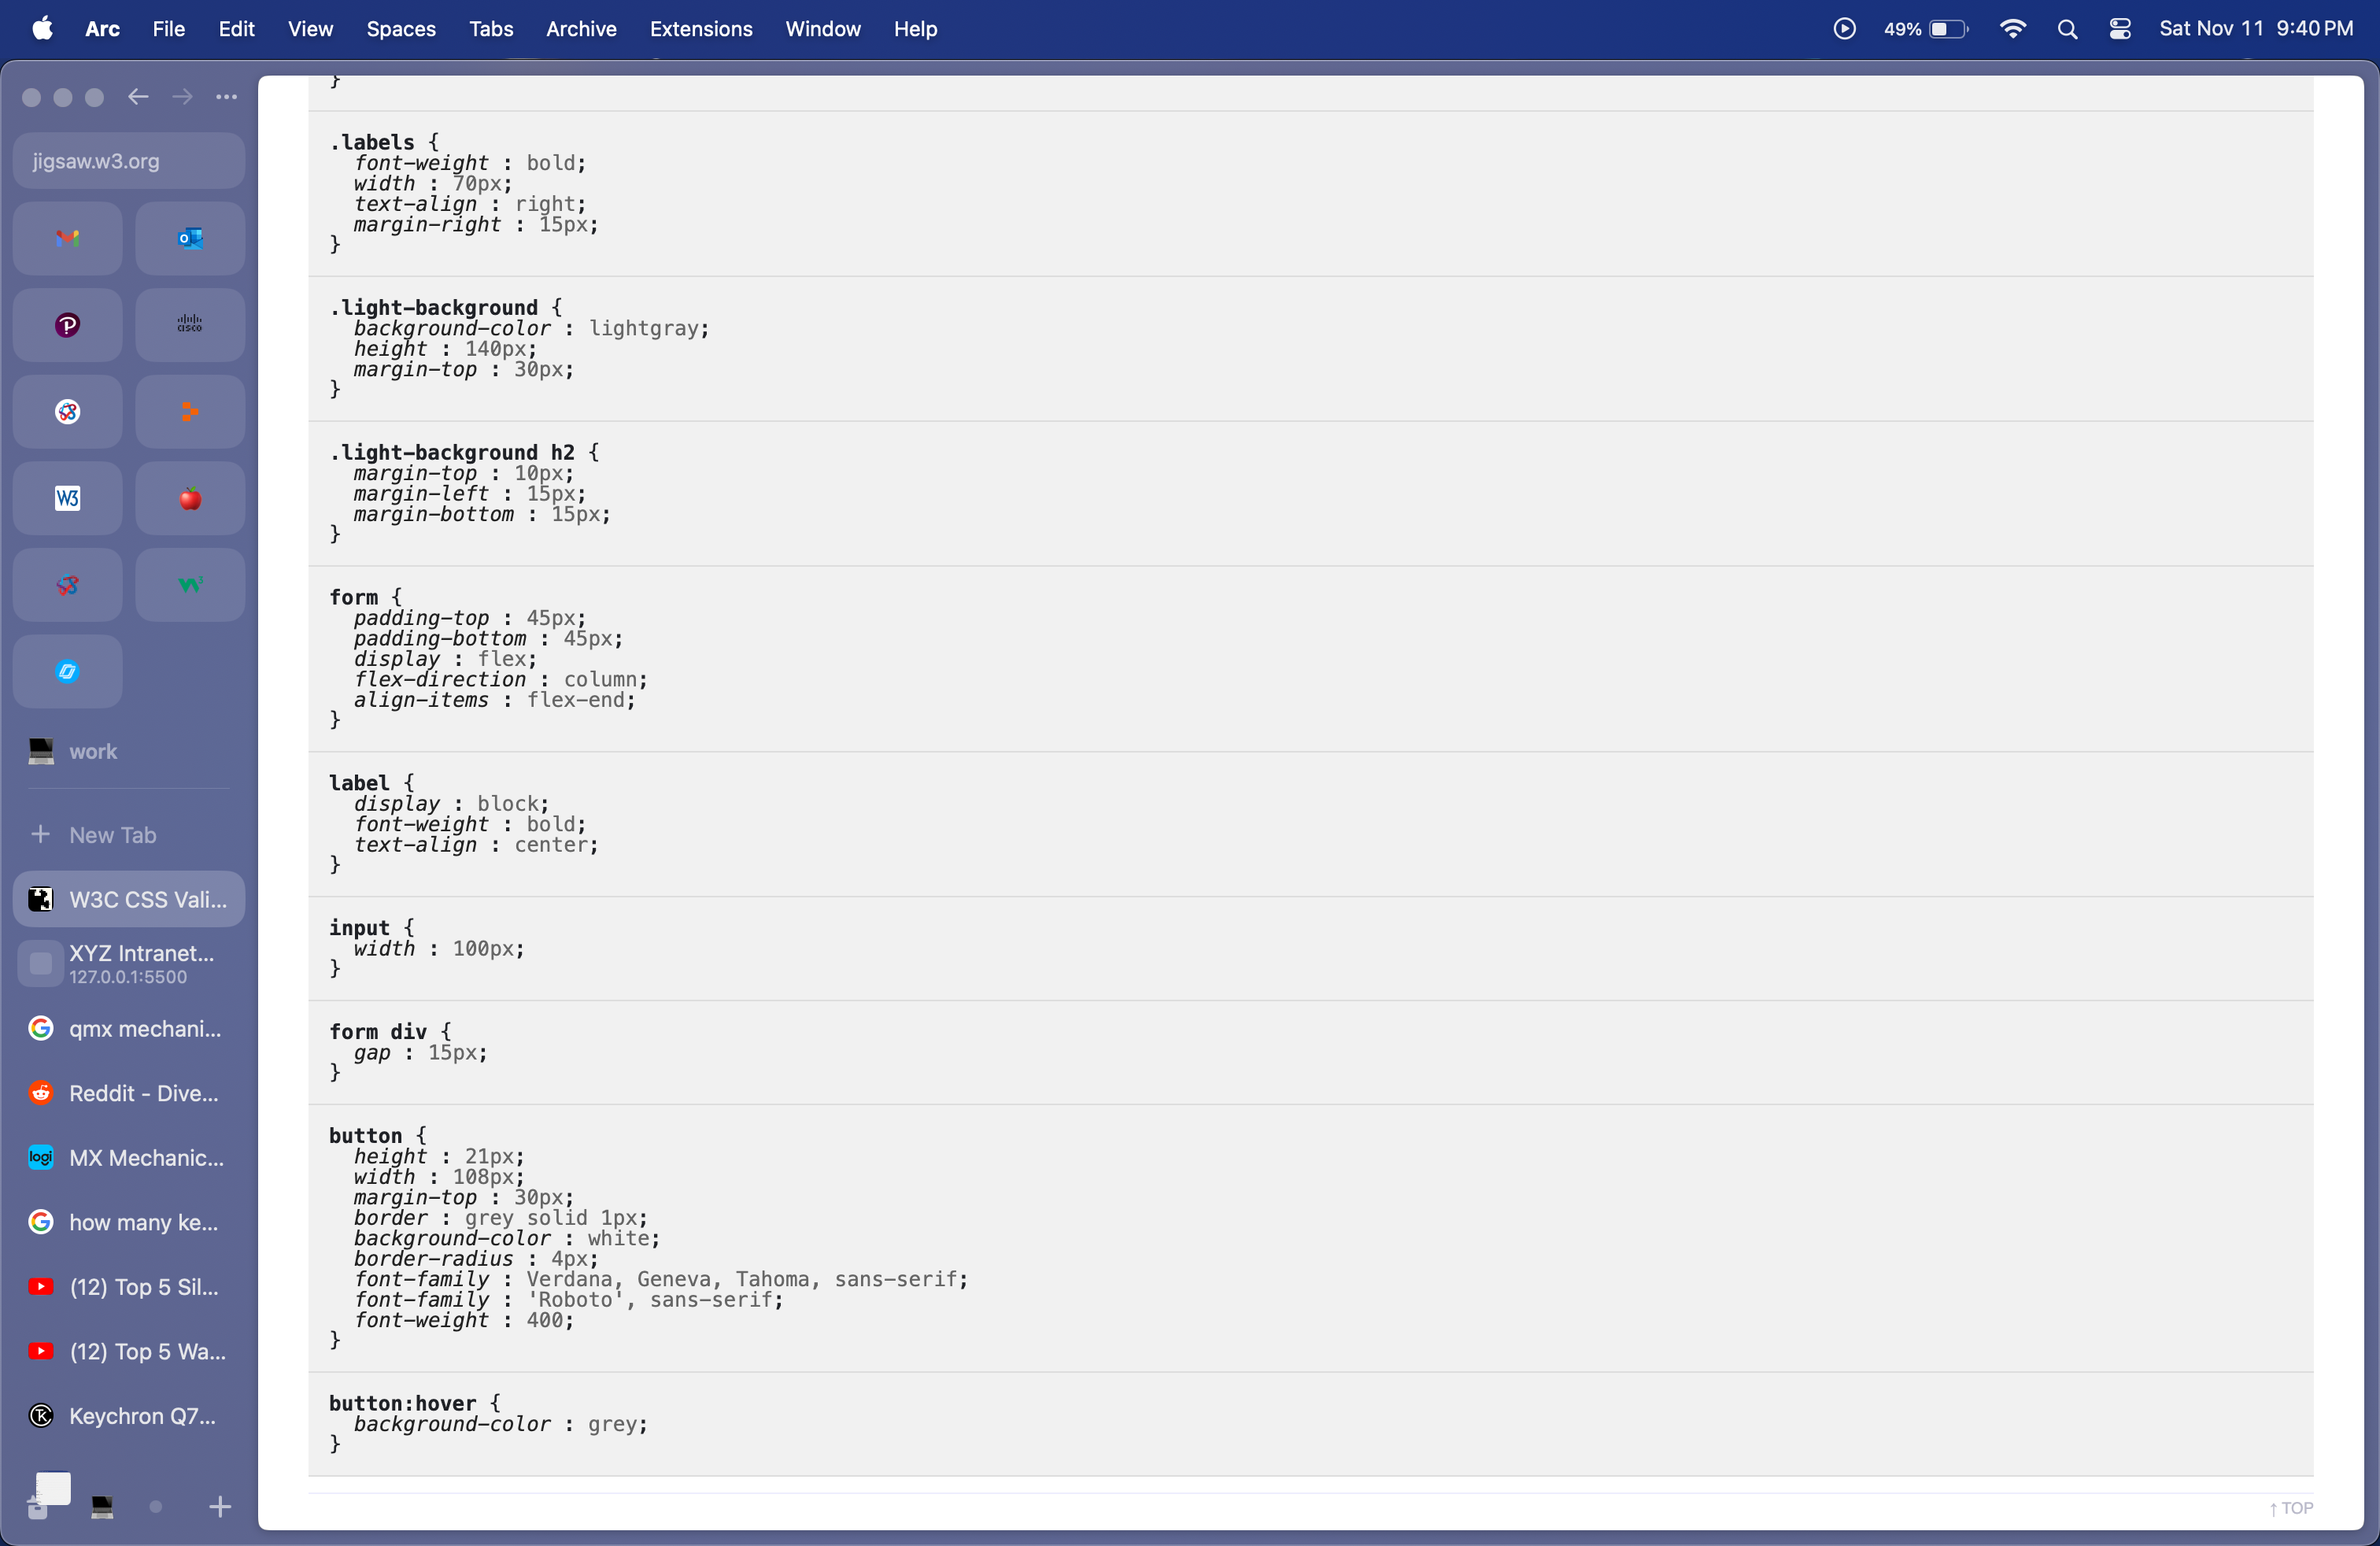 Arc File Edit View Spaces Tabs Archive Extensions Window Help 49% Sat Nov 11 9:40 PM
jigsaw.w3.org
CISCO
W3
work
New Tab
W3C CSS Vali...
XYZ Intranet...
127.0.0.1:5500
qmx mechani...
Reddit - Dive...
logi MX Mechanic...
how many ke...
(12) Top 5 Sil...
(12) Top 5 Wa...
Keychron Q7...
}
.labels {
font-weight : bold;
width : 70px;
text-align : right;
margin-right : 15px;
}
.light-background {
background-color : lightgray;
height : 140px;
margin-top : 30px;
}
.light-background h2 {
margin-top : 10px;
margin-left : 15px;
margin-bottom : 15px;
}
form {
padding-top : 45px;
padding-bottom : 45px;
display : flex;
flex-direction : column;
align-items : flex-end;
}
label {
display : block;
font-weight : bold;
text-align : center;
}
input {
width : 100px;
}
form div {
gap : 15px;
}
button {
height : 21px;
width : 108px;
margin-top : 30px;
border : grey solid 1px;
background-color : white;
border-radius : 4px;
font-family : Verdana, Geneva, Tahoma, sans-serif;
font-family : 'Roboto', sans-serif;
font-weight : 400;
}
button:hover {
background-color : grey;
}
↑ TOP